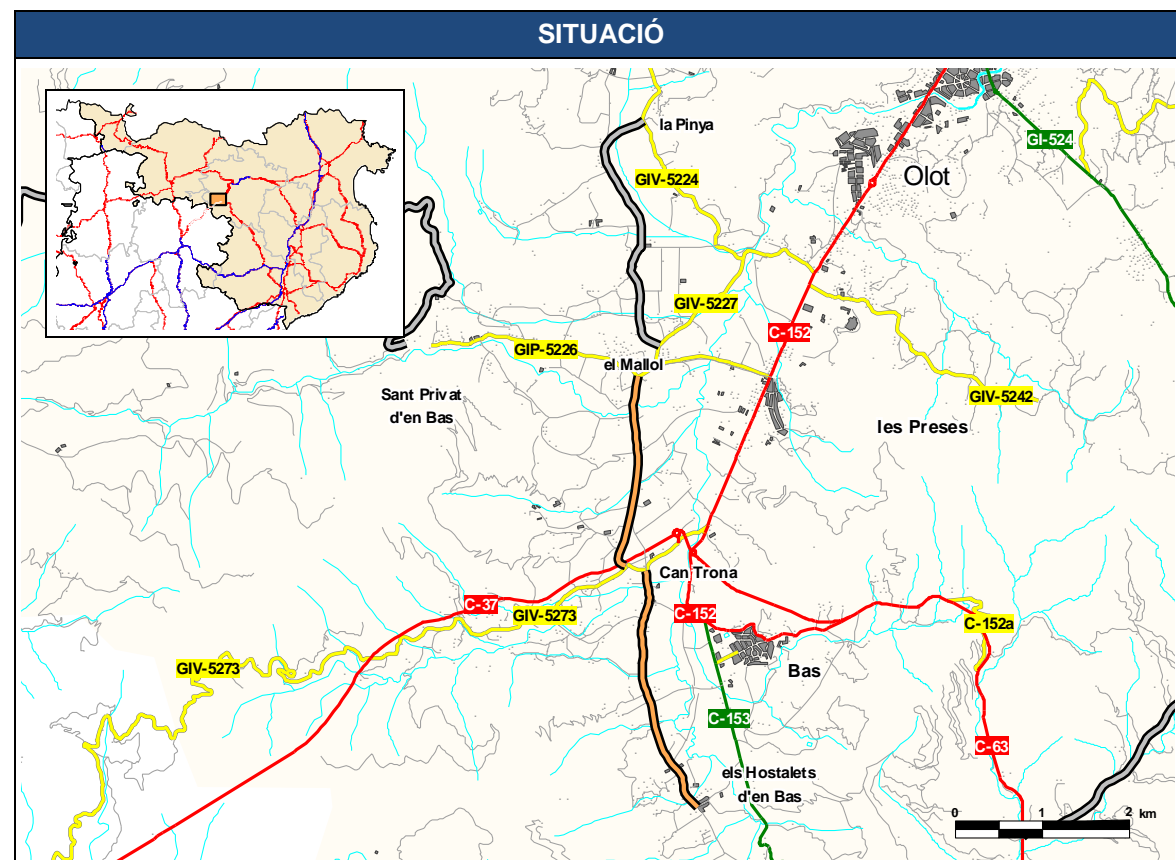 SITUACIÓ
la Pinya
GI-524
Olot
GIV-5224
GIV-5227
C-152
GIP-5226
el Mallol
Sant Privat
d'en Bas
GIV-5242
les Preses
Can Trona
C-37
GIV-5273
C-152
C-152a
GIV-5273
Bas
C-153
C-63
els Hostalets
d'en Bas
0 1 2 km